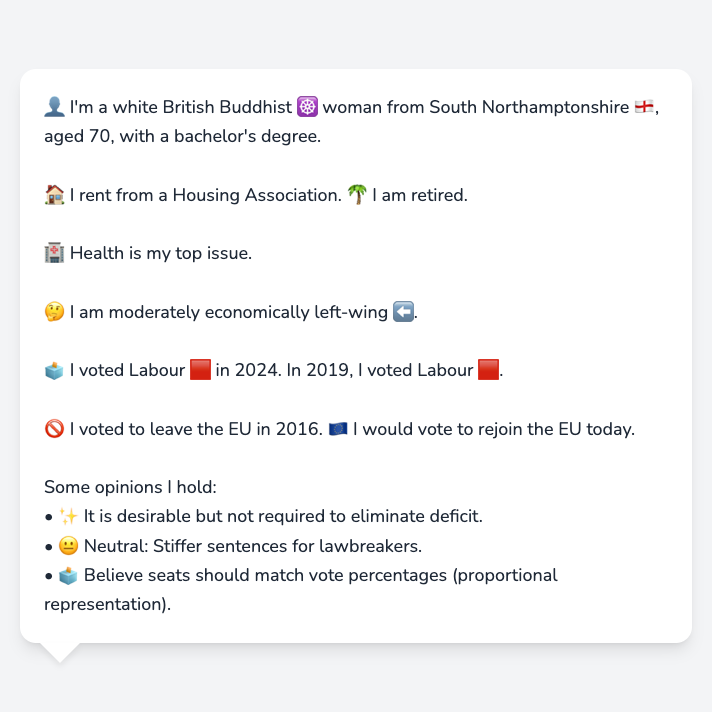 👤 I'm a white British Buddhist ☸️ woman from South Northamptonshire 🏴󠁧󠁢󠁥󠁮󠁧󠁿,
aged 70, with a bachelor's degree.
🏠 I rent from a Housing Association. 🌴 I am retired.
🏥 Health is my top issue.
🤔 I am moderately economically left-wing ⬅️.
🗳️ I voted Labour 🟥 in 2024. In 2019, I voted Labour 🟥.
🚫 I voted to leave the EU in 2016. 🇪🇺 I would vote to rejoin the EU today.
Some opinions I hold:
• ✨ It is desirable but not required to eliminate deficit.
• 😐 Neutral: Stiffer sentences for lawbreakers.
• 🗳️ Believe seats should match vote percentages (proportional
representation).